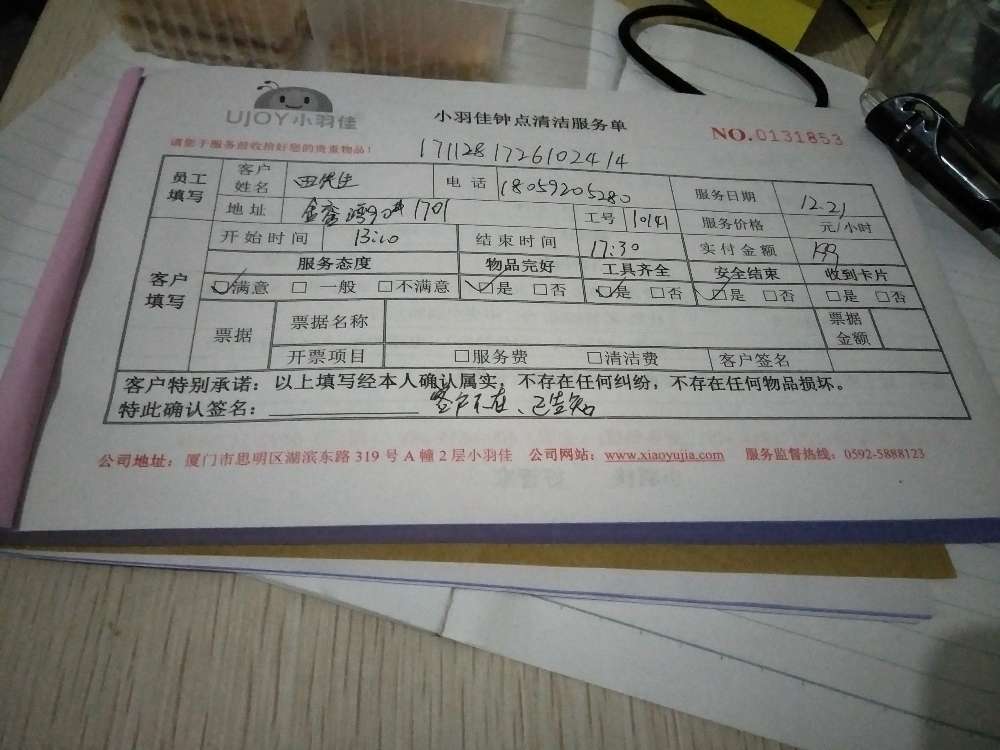 UJOY小羽佳
小羽佳钟点清洁服务单
NO.0131853
请您于服务前收拾好您的贵重物品！
1711281726102414
员工填写 客户姓名 田先生 电话 18059205280 服务日期 12.21
地址 1701 工号 10141 服务价格 元/小时
客户填写 开始时间 13:00 结束时间 17:30 实付金额 199
服务态度 物品完好 工具齐全 安全结束 收到卡片
☑满意 □一般 □不满意 ☑是 □否 ☑是 □否 ☑是 □否 □是 □否
票据 票据名称 票据金额
开票项目 □服务费 □清洁费 客户签名
客户特别承诺：以上填写经本人确认属实，不存在任何纠纷，不存在任何物品损坏。
特此确认签名： 客户不在、已告知
公司地址：厦门市思明区湖滨东路 319 号 A 幢 2 层小羽佳 公司网站：www.xiaoyujia.com 服务监督热线：0592-5888123